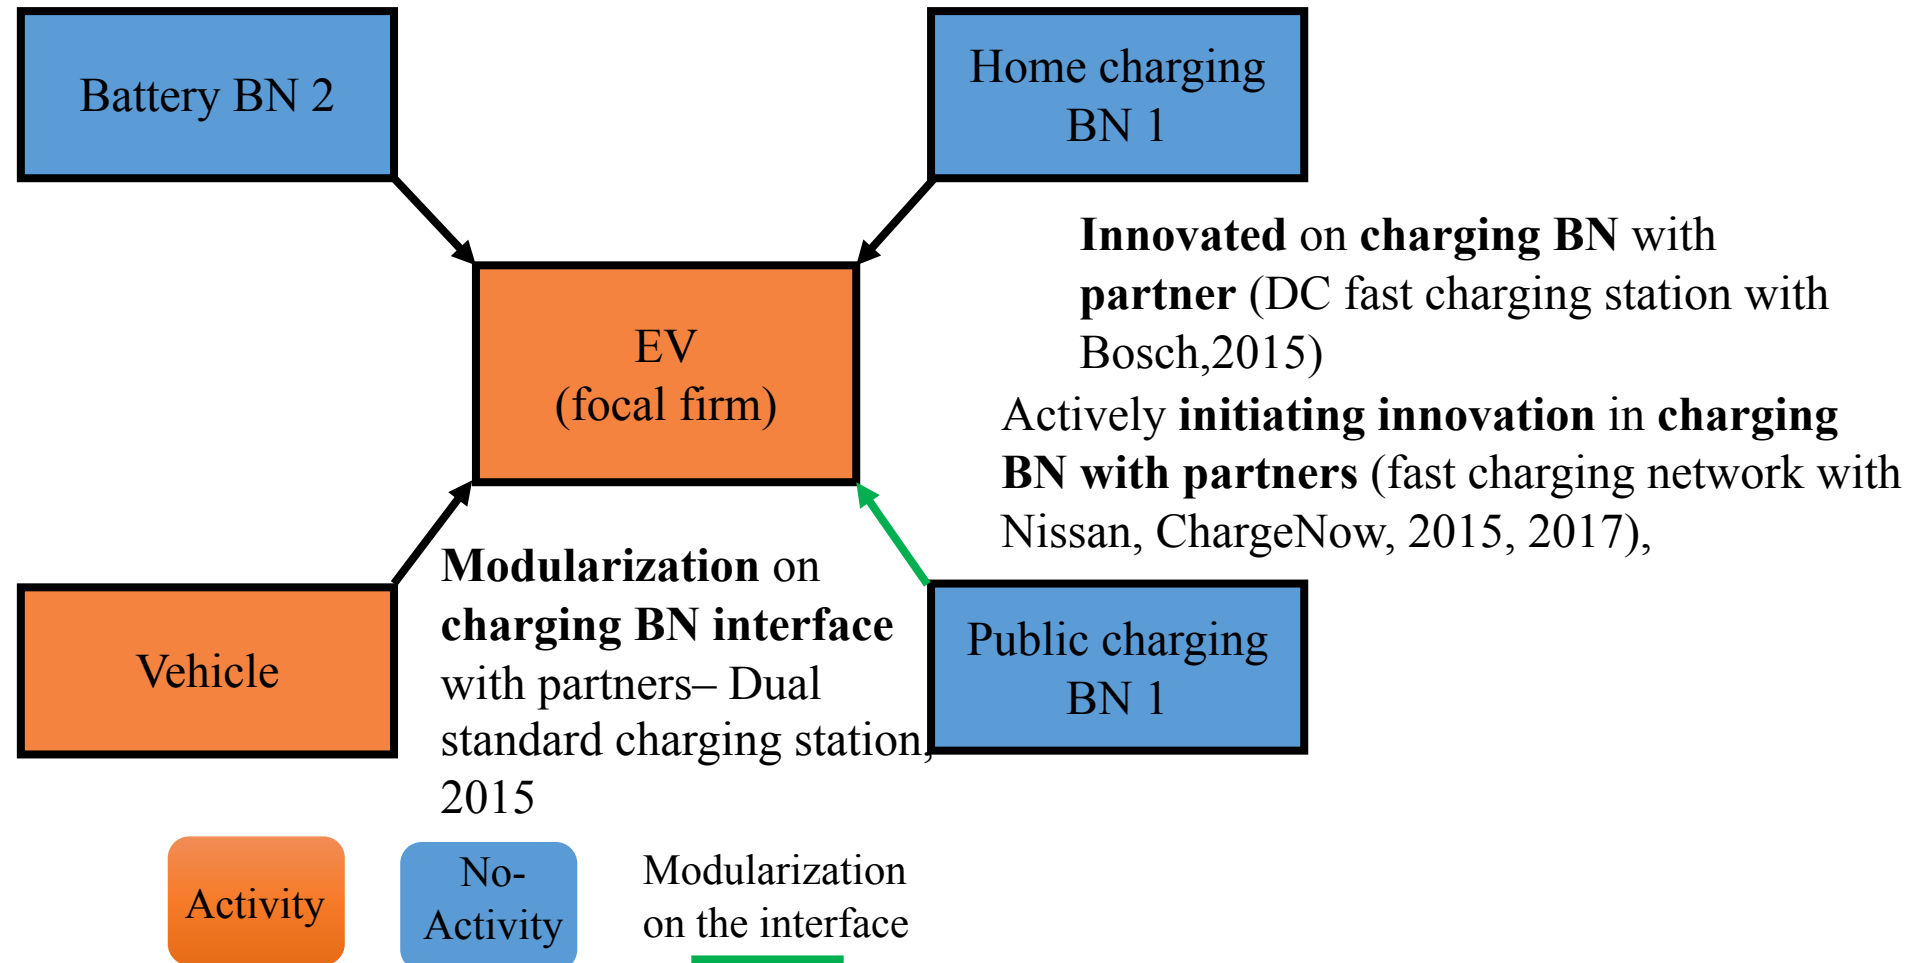 Battery BN 2
Home charging
BN 1
Innovated on charging BN with
partner (DC fast charging station with
Bosch,2015)
EV
(focal firm)
Actively initiating innovation in charging
BN with partners (fast charging network with
Nissan, ChargeNow, 2015, 2017),
Modularization on
charging BN interface
with partners– Dual
standard charging station,
2015
Vehicle
Public charging
BN 1
Activity
No-
Activity
Modularization
on the interface